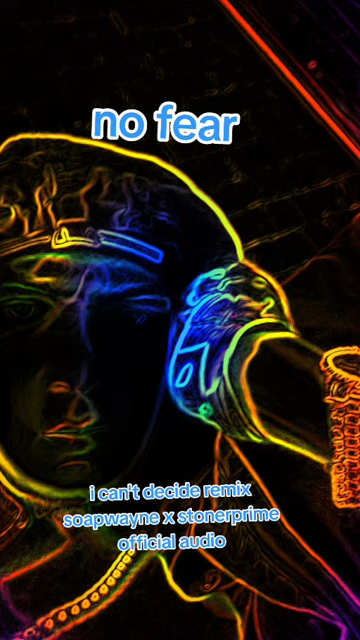 no fear
i can't decide remix
soapwayne x stonerprime
official audio